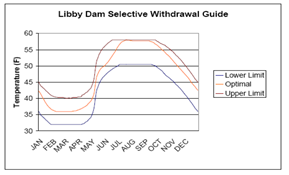 Libby Dam Selective Withdrawal Guide
Temperature (F)
60
55
50
45
40
35
30
JAN
FEB
MAR
APR
MAY
JUN
JUL
AUG
SEP
OCT
NOV
DEC
Lower Limit
Optimal
Upper Limit